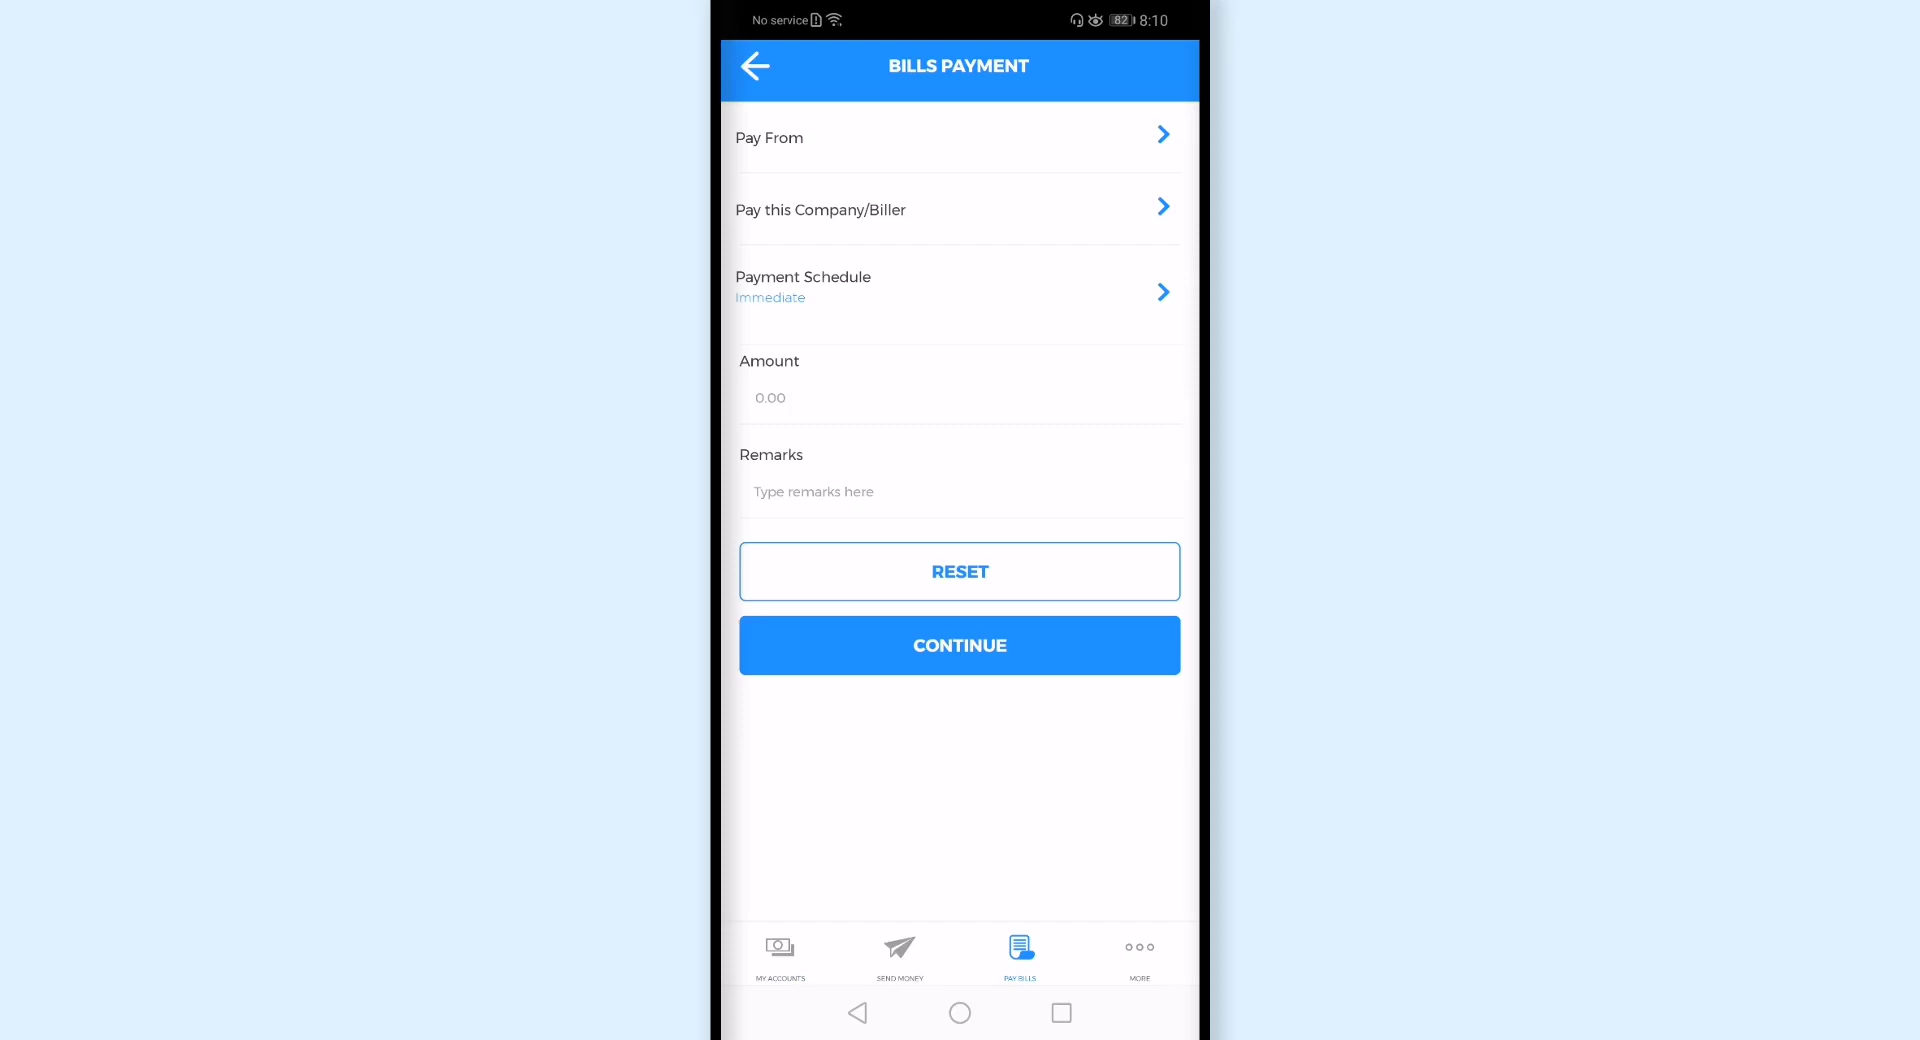 No service
82 8:10
BILLS PAYMENT
Pay From
Pay this Company/Biller
Payment Schedule
Immediate
Amount
0.00
Remarks
Type remarks here
RESET
CONTINUE
MY ACCOUNTS
SEND MONEY
PAY BILLS
MORE